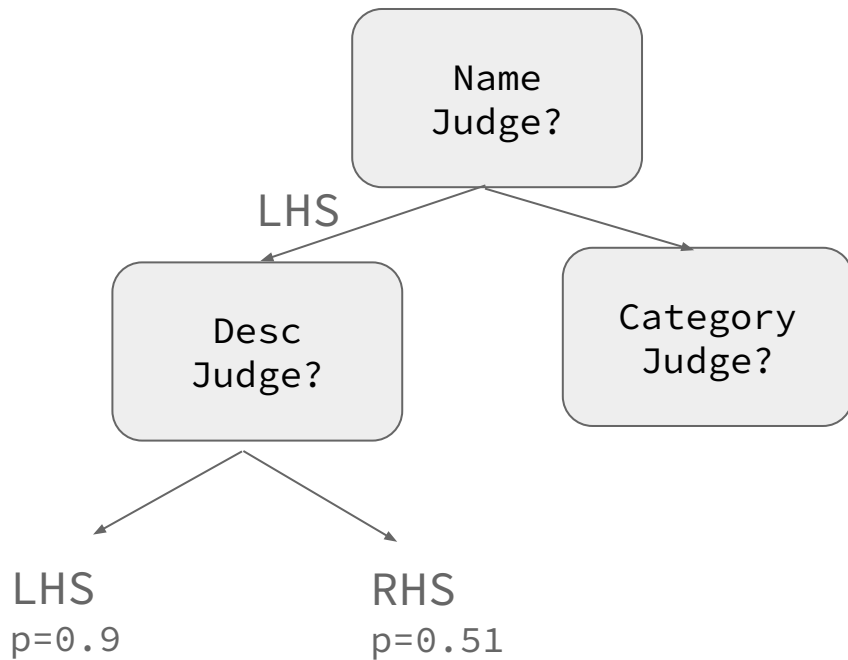 Name
Judge?
LHS
Desc
Judge?
Category
Judge?
LHS
p=0.9
RHS
p=0.51